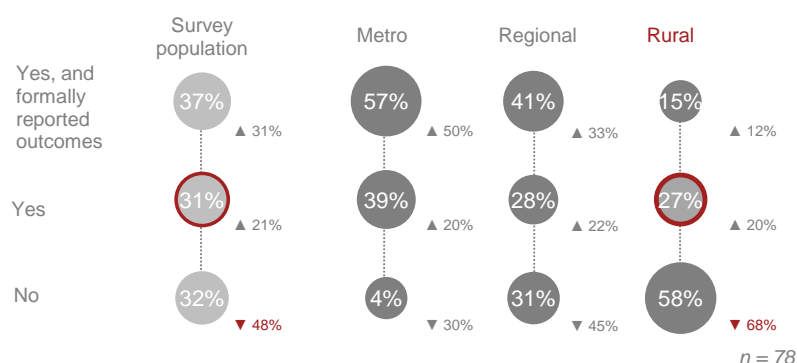 Survey
population
Metro
Regional
Rural
Yes, and
formally
reported
outcomes
37%
57%
41%
15%
▲ 31%
▲ 50%
▲ 33%
▲ 12%
Yes
31%
39%
28%
27%
▲ 21%
▲ 20%
▲ 22%
▲ 20%
No
32%
4%
31%
58%
▼ 48%
▼ 30%
▼ 45%
▼ 68%
n = 78